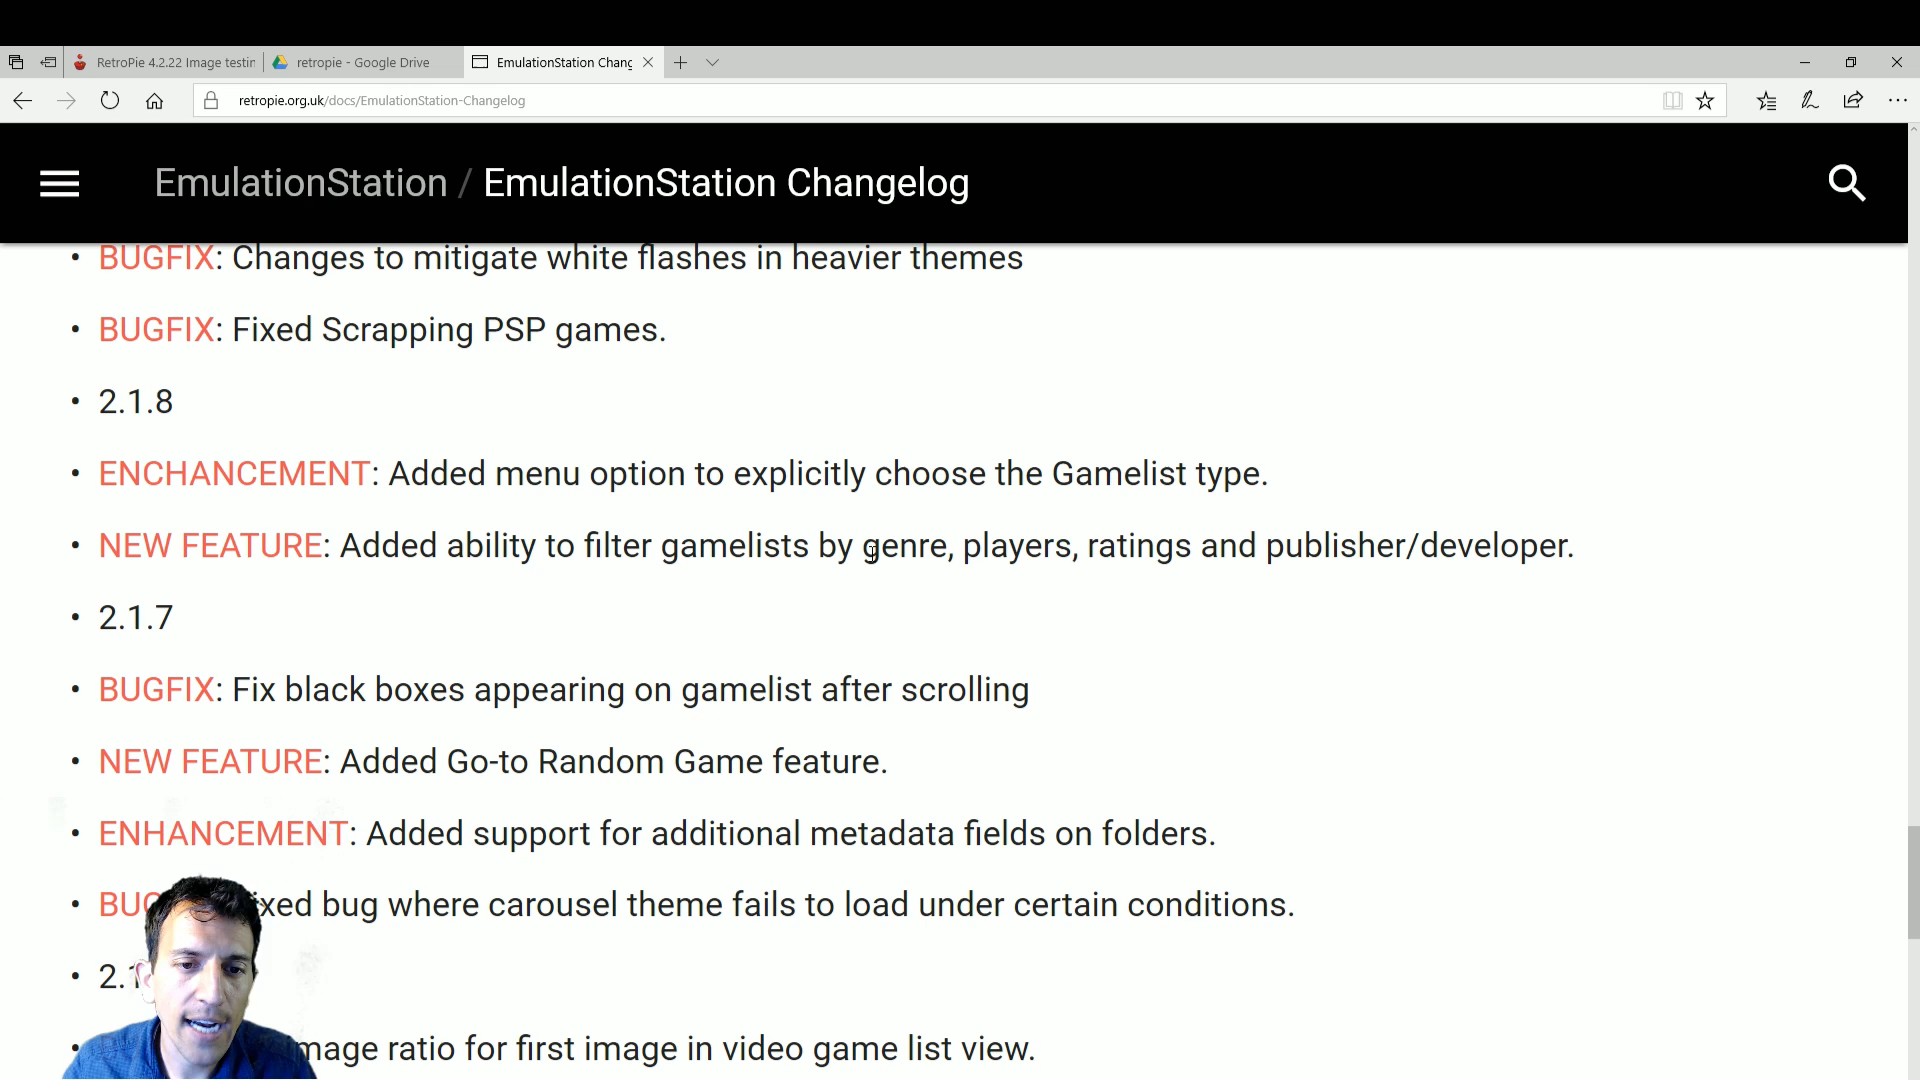 RetroPie 4.2.22 Image testin
retropie - Google Drive
EmulationStation Chang
retropie.org.uk/docs/EmulationStation-Changelog
EmulationStation / EmulationStation Changelog
• BUGFIX: Changes to mitigate white flashes in heavier themes
• BUGFIX: Fixed Scrapping PSP games.
• 2.1.8
• ENCHANCEMENT: Added menu option to explicitly choose the Gamelist type.
• NEW FEATURE: Added ability to filter gamelists by genre, players, ratings and publisher/developer.
• 2.1.7
• BUGFIX: Fix black boxes appearing on gamelist after scrolling
• NEW FEATURE: Added Go-to Random Game feature.
• ENHANCEMENT: Added support for additional metadata fields on folders.
• BUG ixed bug where carousel theme fails to load under certain conditions.
• 2.1
• mage ratio for first image in video game list view.